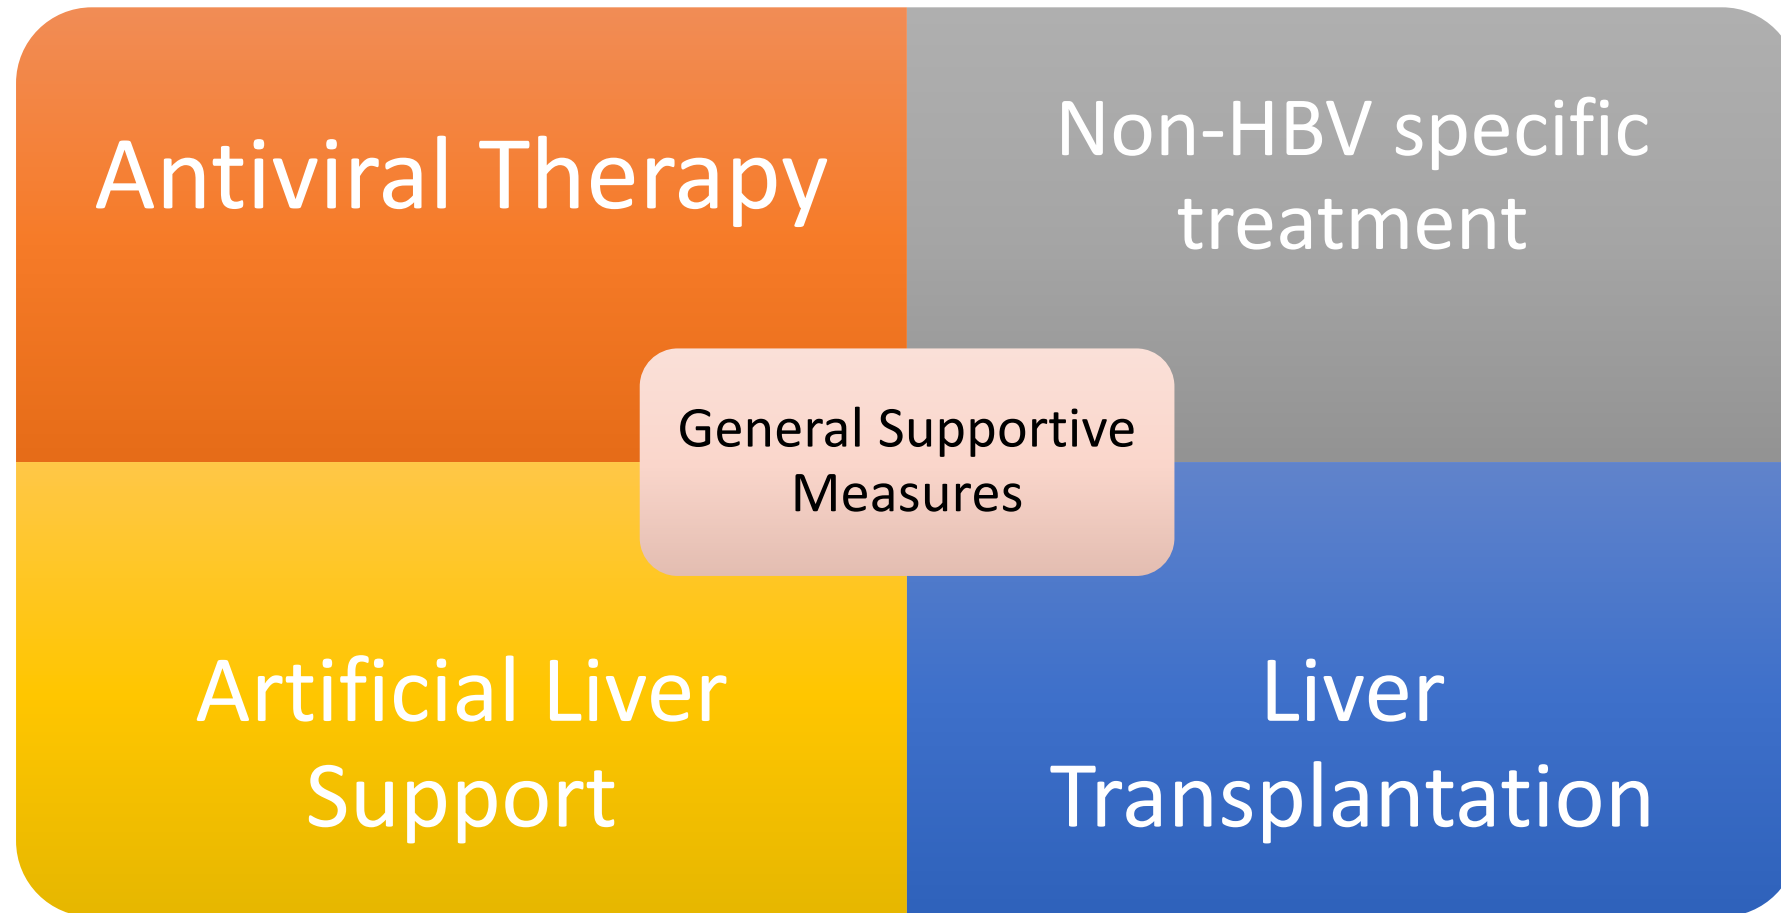 Antiviral Therapy
Non-HBV specific
treatment
General Supportive
Measures
Artificial Liver
Support
Liver
Transplantation